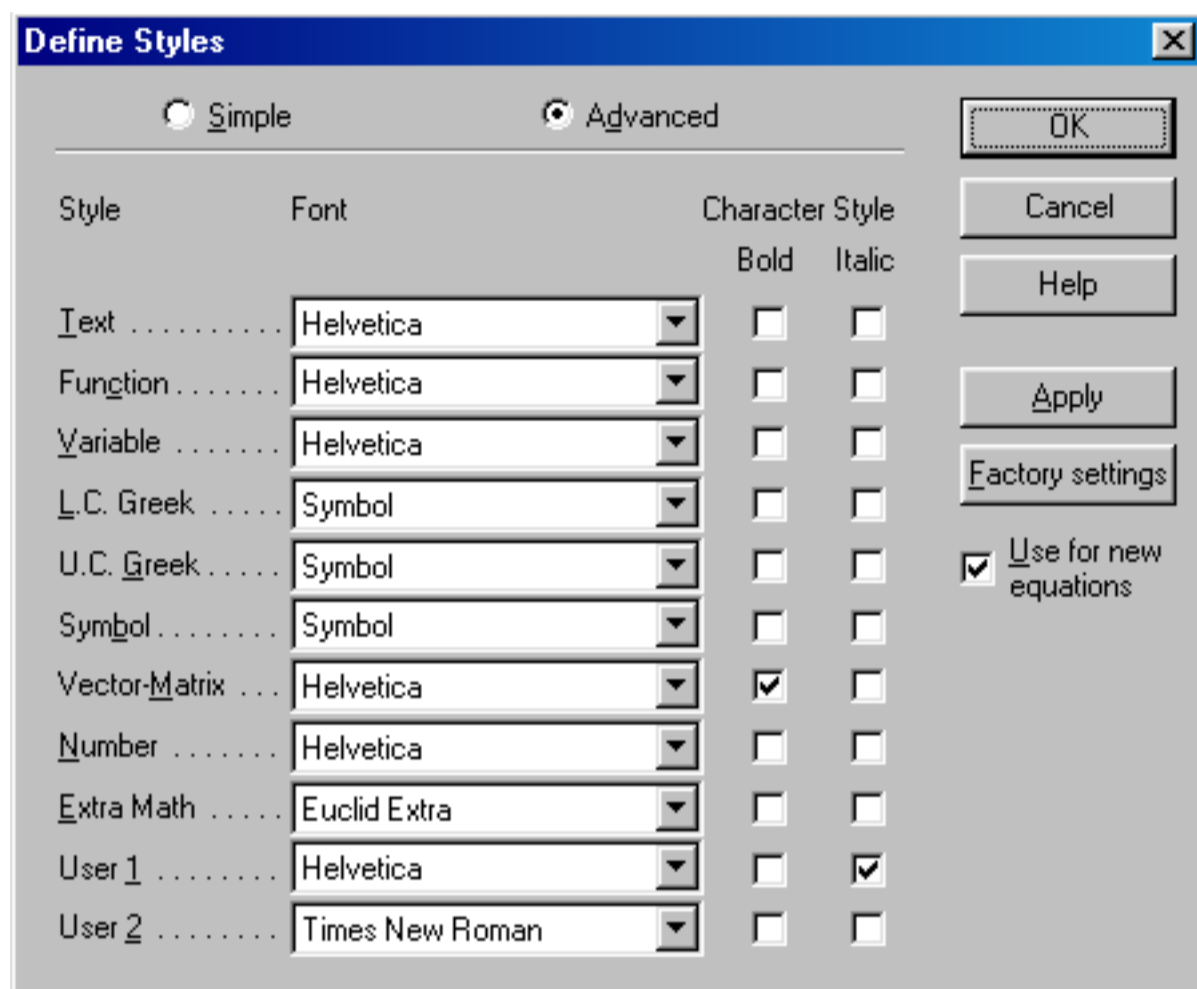 Define Styles
Simple Advanced
OK
Cancel
Help
Apply
Factory settings
Use for new
equations
Style Font Character Style
Bold Italic
Text .......... Helvetica
Function ....... Helvetica
Variable ....... Helvetica
L.C. Greek ..... Symbol
U.C. Greek ..... Symbol
Symbol ........ Symbol
Vector-Matrix ... Helvetica
Number ....... Helvetica
Extra Math ..... Euclid Extra
User 1 ........ Helvetica
User 2 ........ Times New Roman